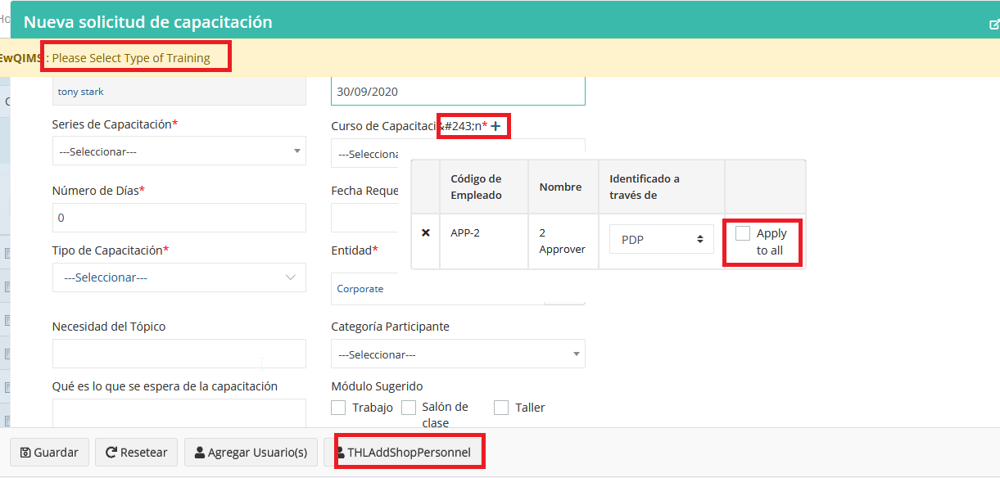 Ho
Nueva solicitud de capacitación
EwQIMS : Please Select Type of Training
C
tony stark
30/09/2020
Series de Capacitación*
Curso de Capacitaci&#243;n*
---Seleccionar---
---Selecciona
Número de Días*
Fecha Reque
0
Tipo de Capacitación*
Entidad*
---Seleccionar---
Corporate
Código de
Empleado
Nombre
Identificado a
través de
APP-2
2
Approver
PDP
Apply
to all
Necesidad del Tópico
Categoría Participante
---Seleccionar---
Qué es lo que se espera de la capacitación
Módulo Sugerido
Trabajo
Salón de
clase
Taller
Guardar
Resetear
Agregar Usuario(s)
THLAddShopPersonnel